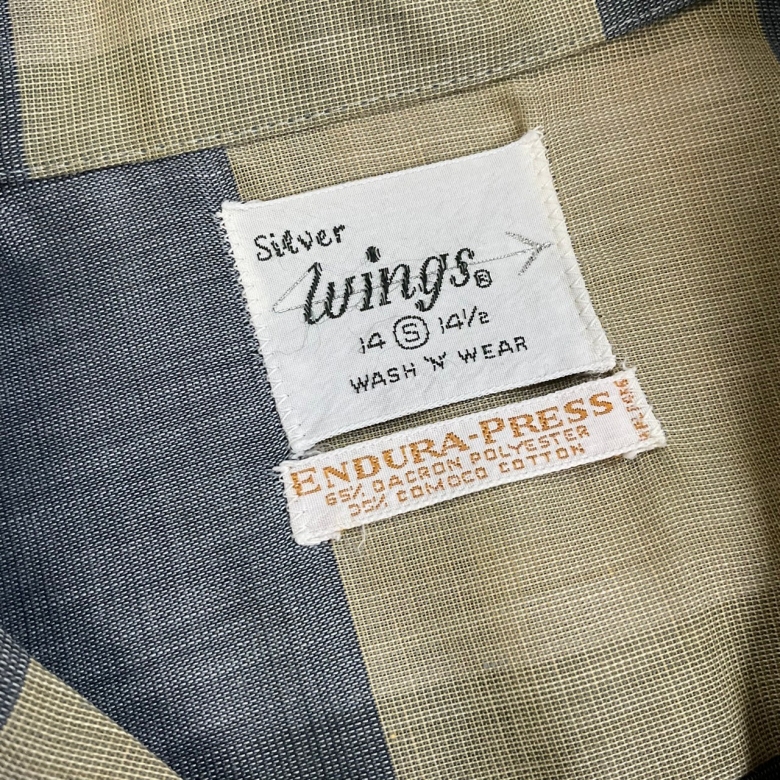 Silver
Wings®
14 S 14½
WASH 'N' WEAR
ENDURA-PRESS
65% DACRON POLYESTER
35% COMOCO COTTON